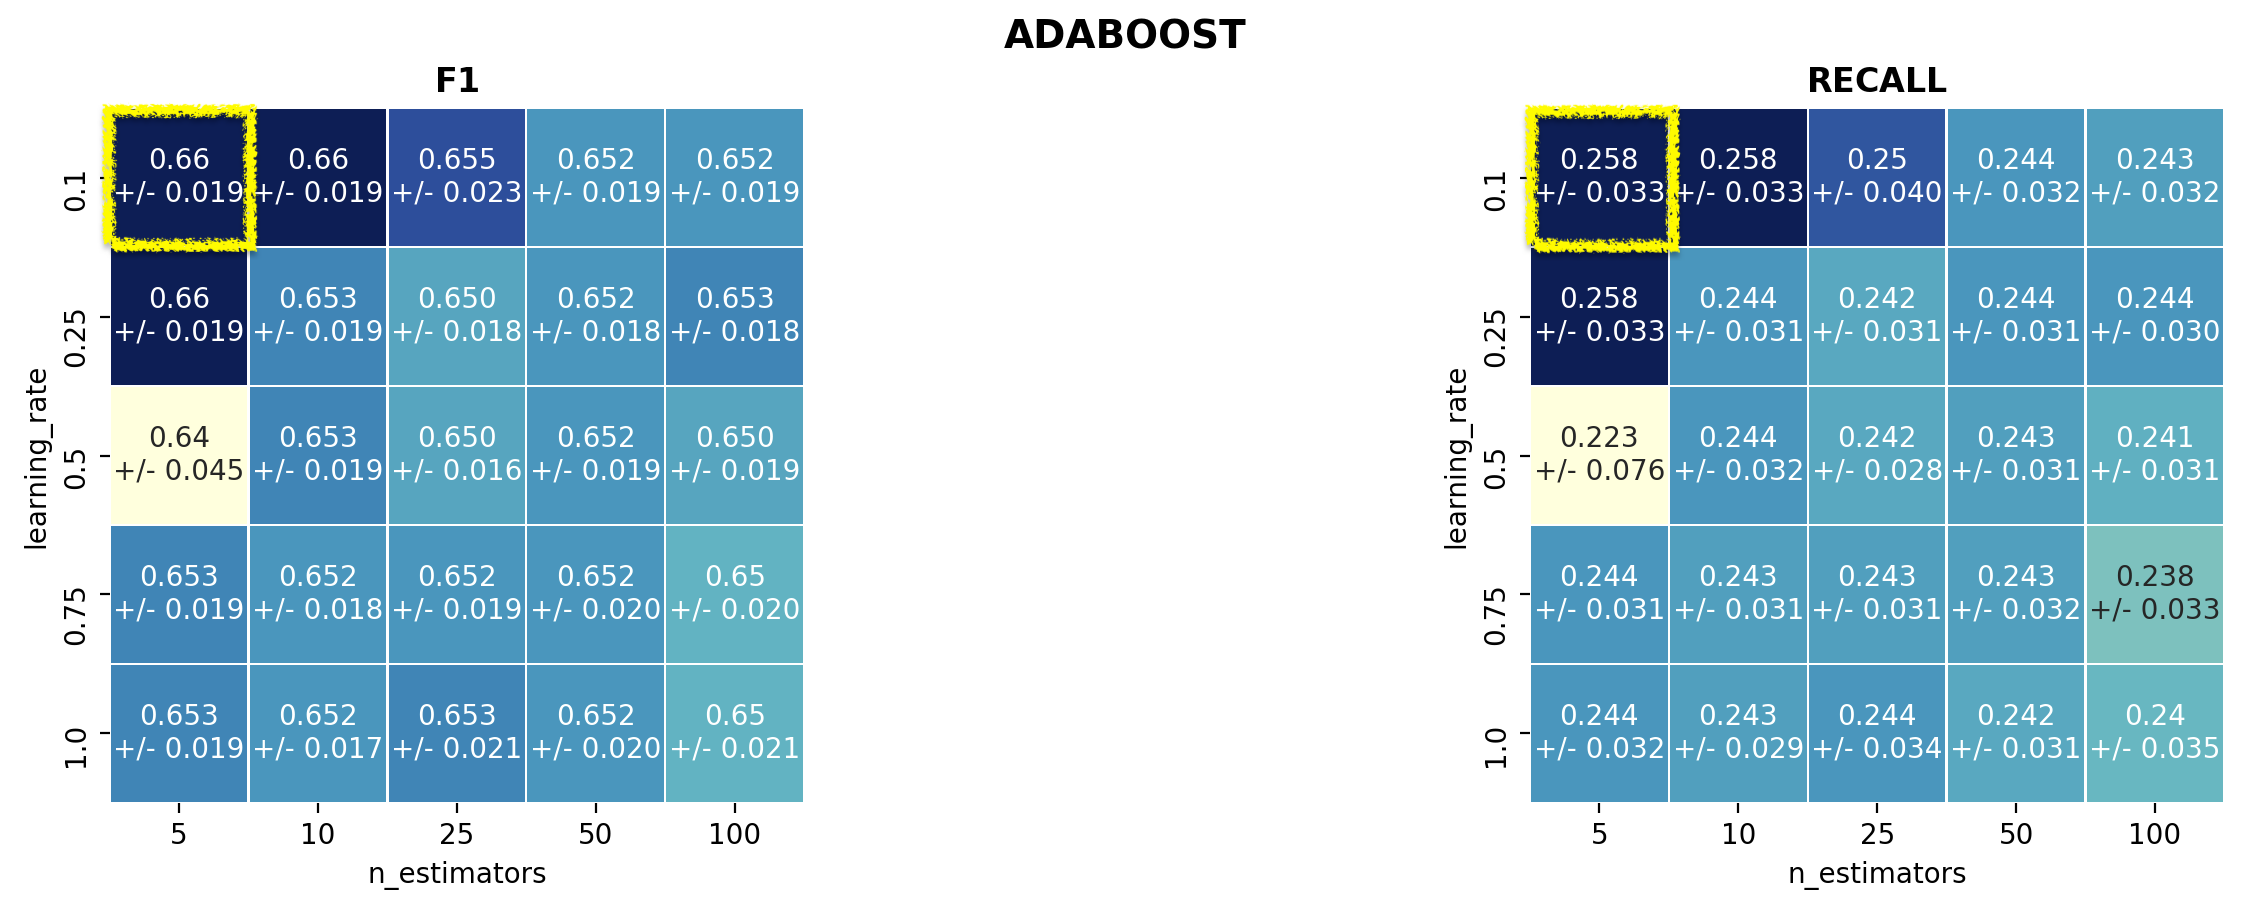 ADABOOST
F1
0.66 0.66 0.655 0.652 0.652
+/- 0.019 +/- 0.019 +/- 0.023 +/- 0.019 +/- 0.019
0.1
0.66 0.653 0.650 0.652 0.653
+/- 0.019 +/- 0.019 +/- 0.018 +/- 0.018 +/- 0.018
0.25
0.64 0.653 0.650 0.652 0.650
+/- 0.045 +/- 0.019 +/- 0.016 +/- 0.019 +/- 0.019
0.5
0.653 0.652 0.652 0.652 0.65
+/- 0.019 +/- 0.018 +/- 0.019 +/- 0.020 +/- 0.020
0.75
0.653 0.652 0.653 0.652 0.65
+/- 0.019 +/- 0.017 +/- 0.021 +/- 0.020 +/- 0.021
1.0
learning_rate
5 10 25 50 100
n_estimators
RECALL
0.258 0.258 0.25 0.244 0.243
+/- 0.033 +/- 0.033 +/- 0.040 +/- 0.032 +/- 0.032
0.1
0.258 0.244 0.242 0.244 0.244
+/- 0.033 +/- 0.031 +/- 0.031 +/- 0.031 +/- 0.030
0.25
0.223 0.244 0.242 0.243 0.241
+/- 0.076 +/- 0.032 +/- 0.028 +/- 0.031 +/- 0.031
0.5
0.244 0.243 0.243 0.243 0.238
+/- 0.031 +/- 0.031 +/- 0.031 +/- 0.032 +/- 0.033
0.75
0.244 0.243 0.244 0.242 0.24
+/- 0.032 +/- 0.029 +/- 0.034 +/- 0.031 +/- 0.035
1.0
learning_rate
5 10 25 50 100
n_estimators